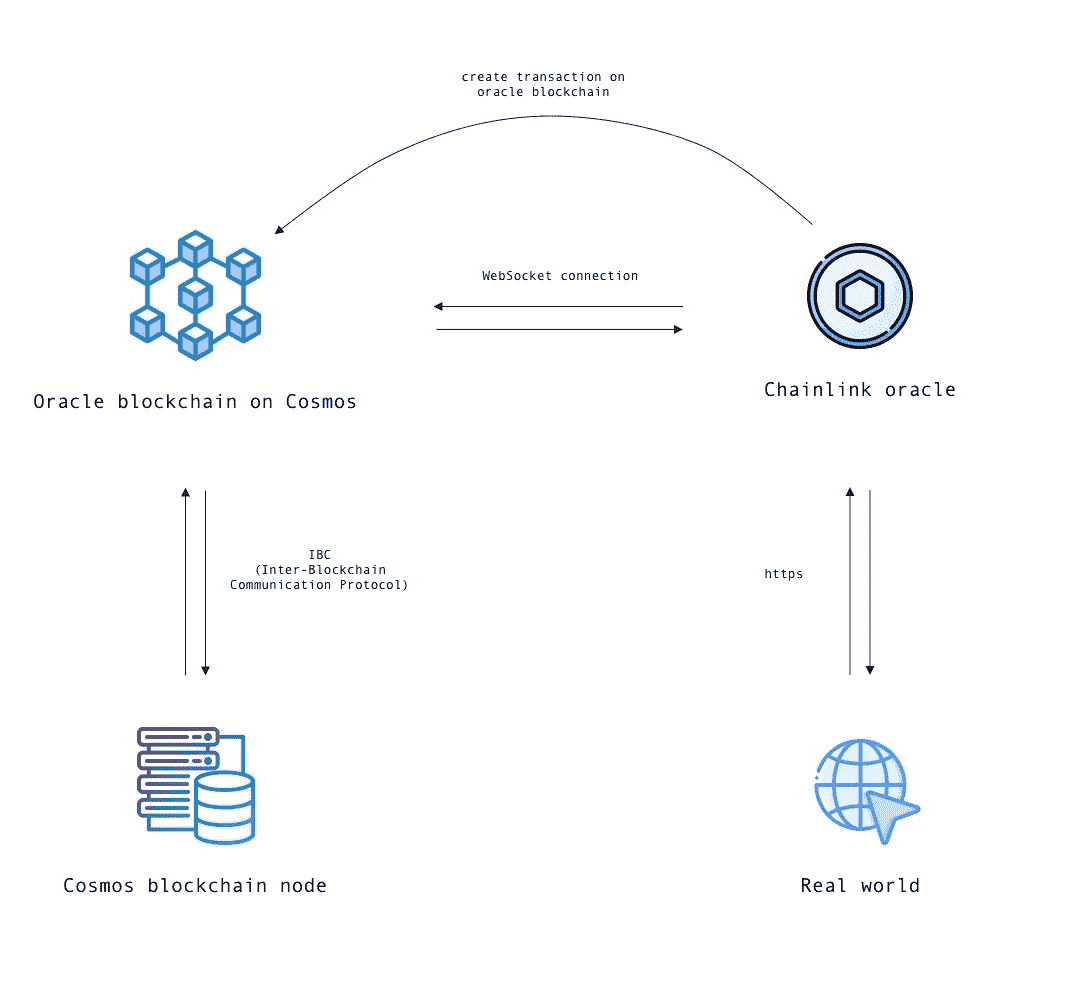 create transaction on
oracle blockchain
WebSocket connection
Oracle blockchain on Cosmos
Chainlink oracle
IBC
(Inter-Blockchain
Communication Protocol)
https
Cosmos blockchain node
Real world